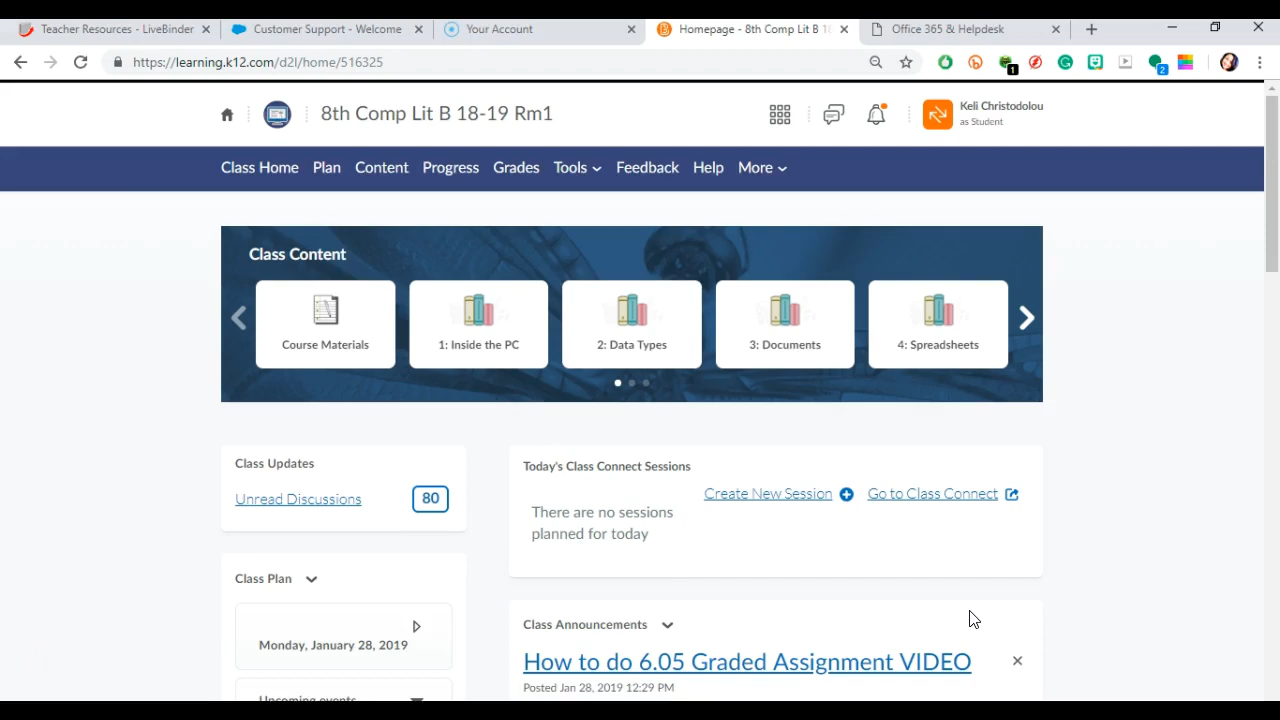 Teacher Resources - LiveBinder
Customer Support - Welcome
Your Account
Homepage - 8th Comp Lit B 18
Office 365 & Helpdesk
https://learning.k12.com/d2l/home/516325
1
2
8th Comp Lit B 18-19 Rm1
Keli Christodolou
as Student
Class Home Plan Content Progress Grades Tools Feedback Help More
Class Content
Course Materials
1: Inside the PC
2: Data Types
3: Documents
4: Spreadsheets
Class Updates
Unread Discussions 80
Class Plan
Monday, January 28, 2019
Upcoming events
Today's Class Connect Sessions
Create New Session Go to Class Connect
There are no sessions
planned for today
Class Announcements
How to do 6.05 Graded Assignment VIDEO
Posted Jan 28, 2019 12:29 PM